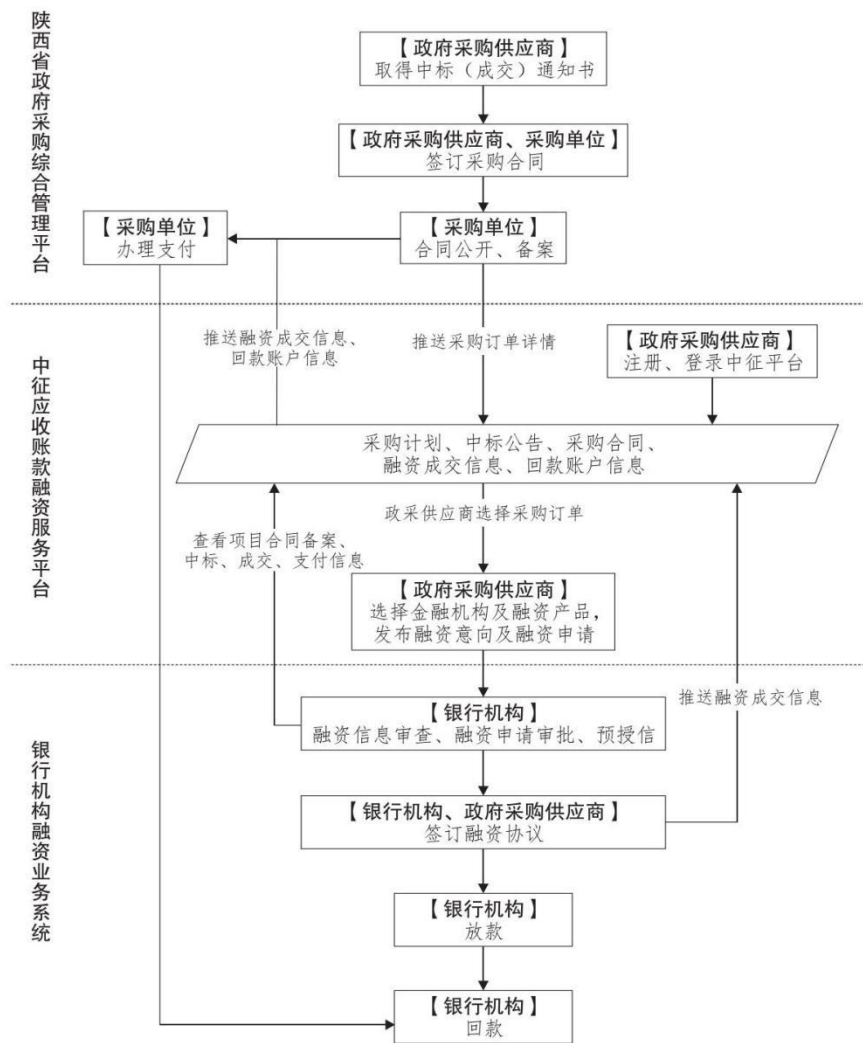 陕西省政府采购综合管理平台
【政府采购供应商】
取得中标（成交）通知书
【政府采购供应商、采购单位】
签订采购合同
【采购单位】
办理支付
【采购单位】
合同公开、备案
中征应收账款融资服务平台
推送融资成交信息、
回款账户信息
推送采购订单详情
【政府采购供应商】
注册、登录中征平台
采购计划、中标公告、采购合同、
融资成交信息、回款账户信息
政采供应商选择采购订单
查看项目合同备案、
中标、成交、支付信息
【政府采购供应商】
选择金融机构及融资产品，
发布融资意向及融资申请
银行机构融资业务系统
【银行机构】
融资信息审查、融资申请审批、预授信
推送融资成交信息
【银行机构、政府采购供应商】
签订融资协议
【银行机构】
放款
【银行机构】
回款